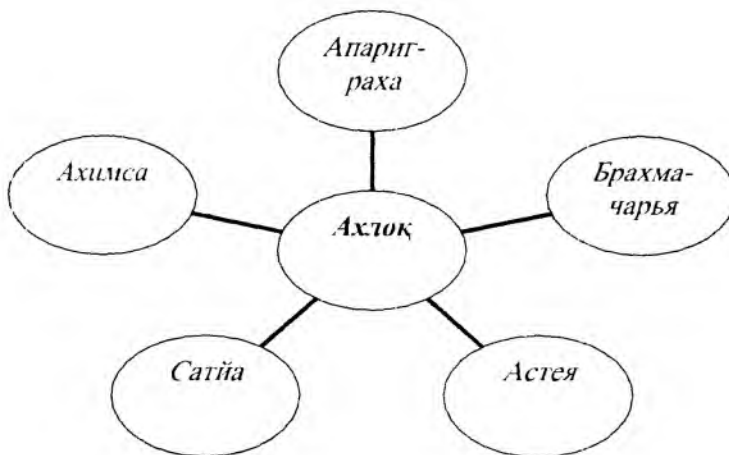 Апариг-
раха
Ахимса
Брахма-
чарья
Ахлоқ
Сатйа
Астея